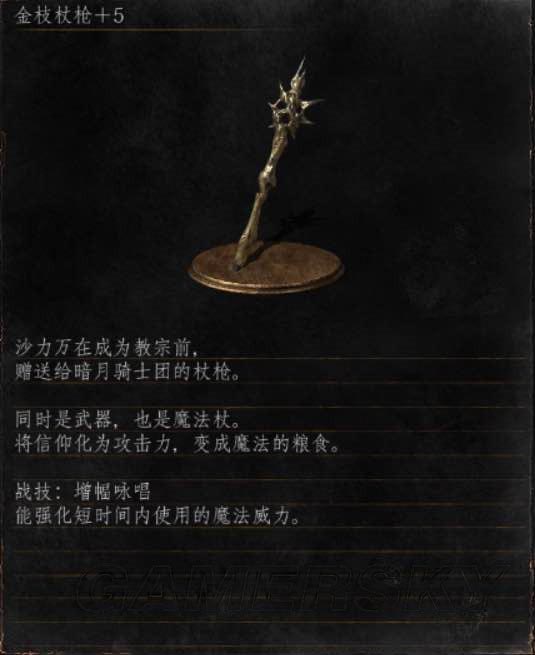 金枝杖枪+5
沙力万在成为教宗前，
赠送给暗月骑士团的杖枪。
同时是武器，也是魔法杖。
将信仰化为攻击力，变成魔法的粮食。
战技：增幅咏唱
能强化短时间内使用的魔法威力。
GAMERSKY